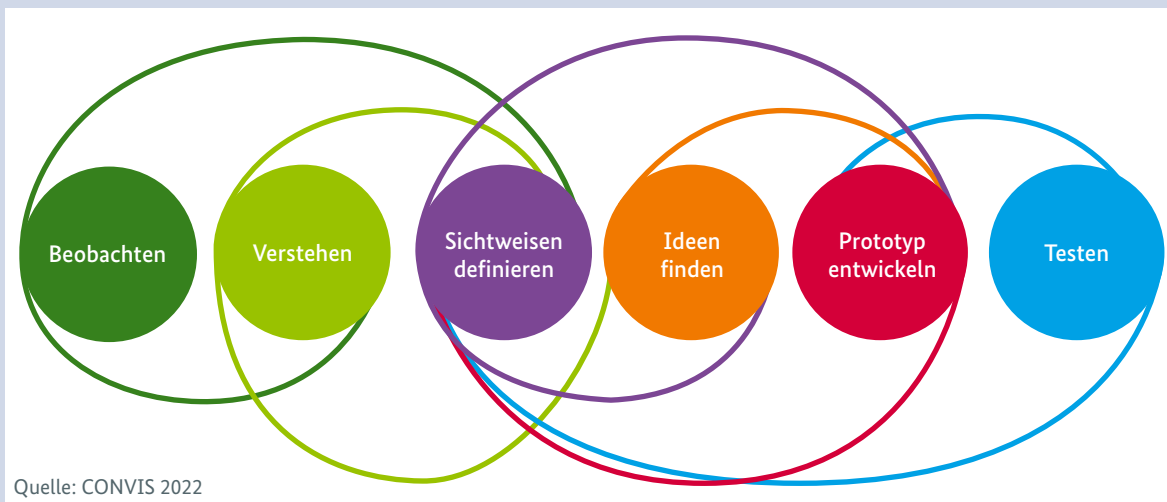 Beobachten
Verstehen
Sichtweisen
definieren
Ideen
finden
Prototyp
entwickeln
Testen
Quelle: CONVIS 2022